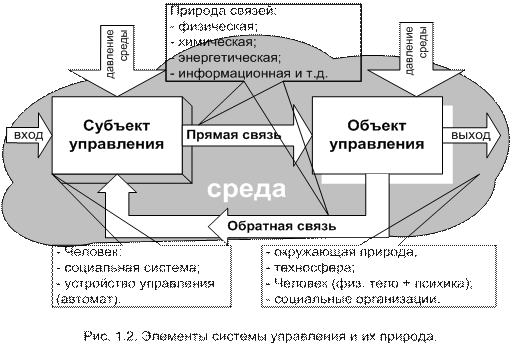 Природа связей:
- физическая;
- химическая;
- энергетическая;
- информационная и т.д.
давление
среды
давление
среды
вход
Субъект
управления
Прямая связь
Объект
управления
выход
среда
Обратная связь
- Человек:
- социальная система;
- устройство управления
(автомат).
- окружающая природа,
- техносфера;
- Человек (физ. тело + психика);
- социальные организации.
Рис. 1.2. Элементы системы управления и их природа.